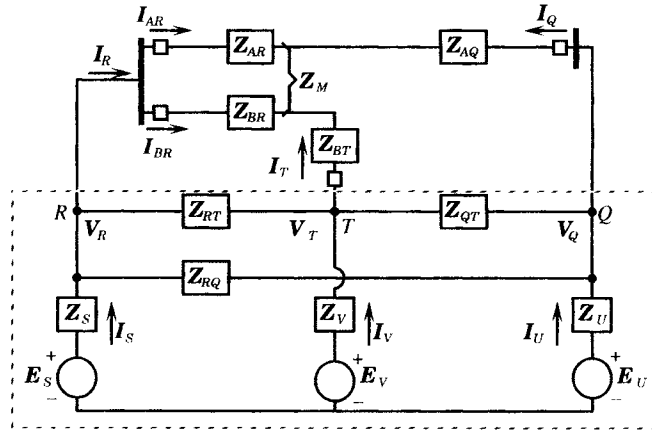 I_AR
I_Q
Z_AR
Z_AQ
I_R
Z_M
Z_BR
I_BR
Z_BT
I_T
R
Z_RT
T
Z_QT
Q
V_R
V_T
V_Q
Z_RQ
Z_S
Z_V
Z_U
I_S
I_V
I_U
+
+
+
E_S
E_V
E_U
−
−
−